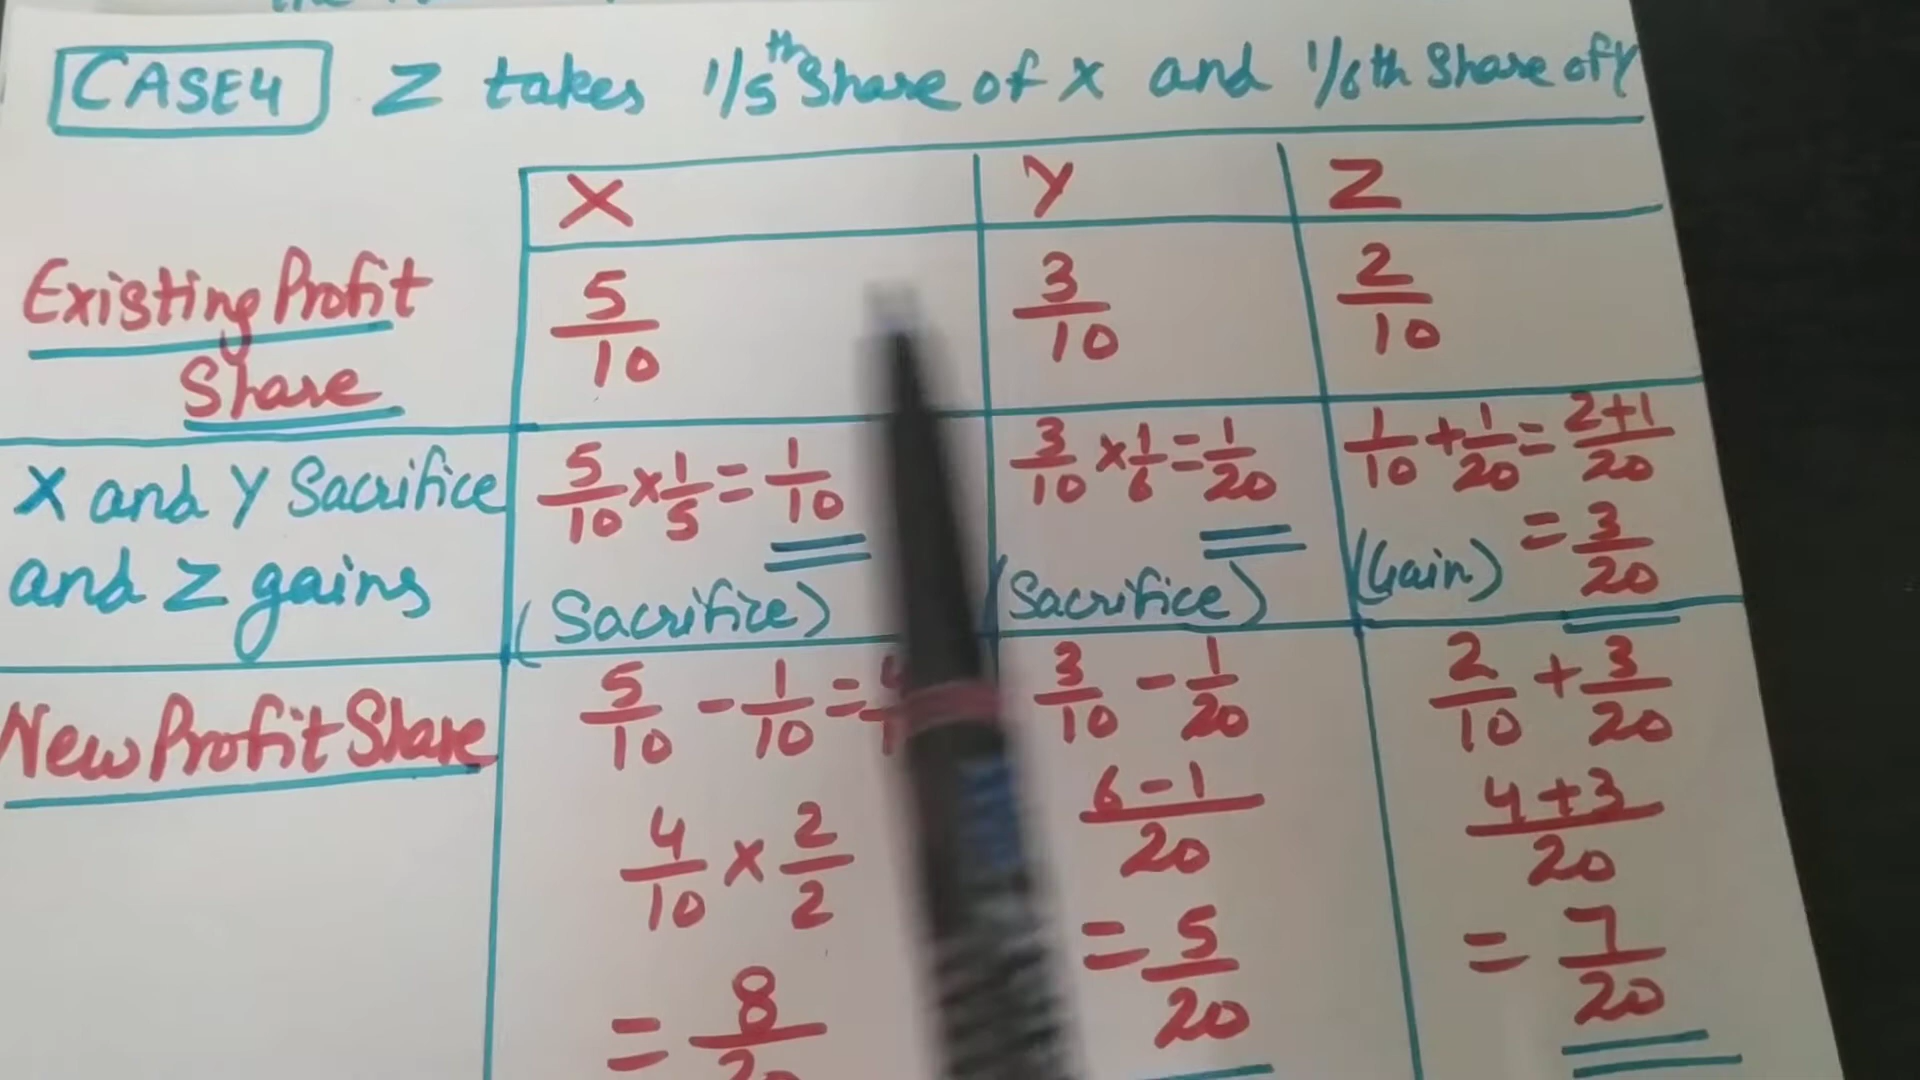 CASE4 Z takes 1/5th Share of X and 1/6th Share of Y
X Y Z
Existing Profit Share 5/10 3/10 2/10
X and Y Sacrifice and Z gains 5/10 × 1/5 = 1/10 3/10 × 1/6 = 1/20 1/10 + 1/20 = 2+1/20
= 3/20
(Sacrifice) (Sacrifice) (Gain)
New Profit Share 5/10 - 1/10 = 3/10 - 1/20 2/10 + 3/20
4/10 × 2/2 6-1/20 4+3/20
= 8/ = 5/20 = 7/20